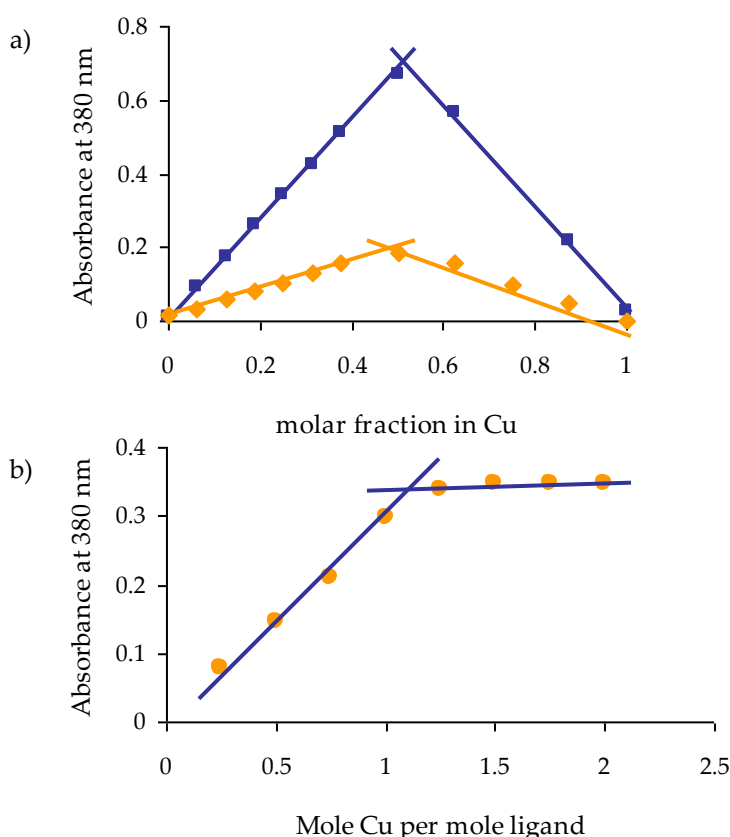 a)
Absorbance at 380 nm
0.8
0.6
0.4
0.2
0
0 0.2 0.4 0.6 0.8 1
molar fraction in Cu
b)
Absorbance at 380 nm
0.4
0.3
0.2
0.1
0
0 0.5 1 1.5 2 2.5
Mole Cu per mole ligand